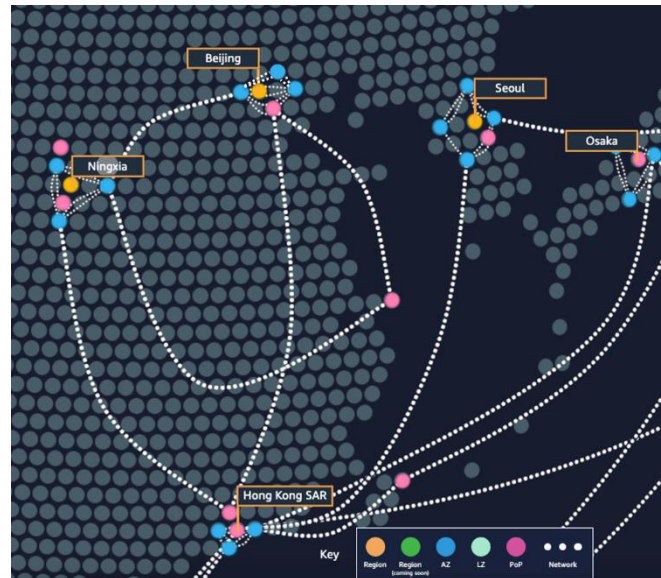 Beijing
Seoul
Osaka
Ningxia
Hong Kong SAR
Key
Region
Region
(coming soon)
AZ
LZ
PoP
Network